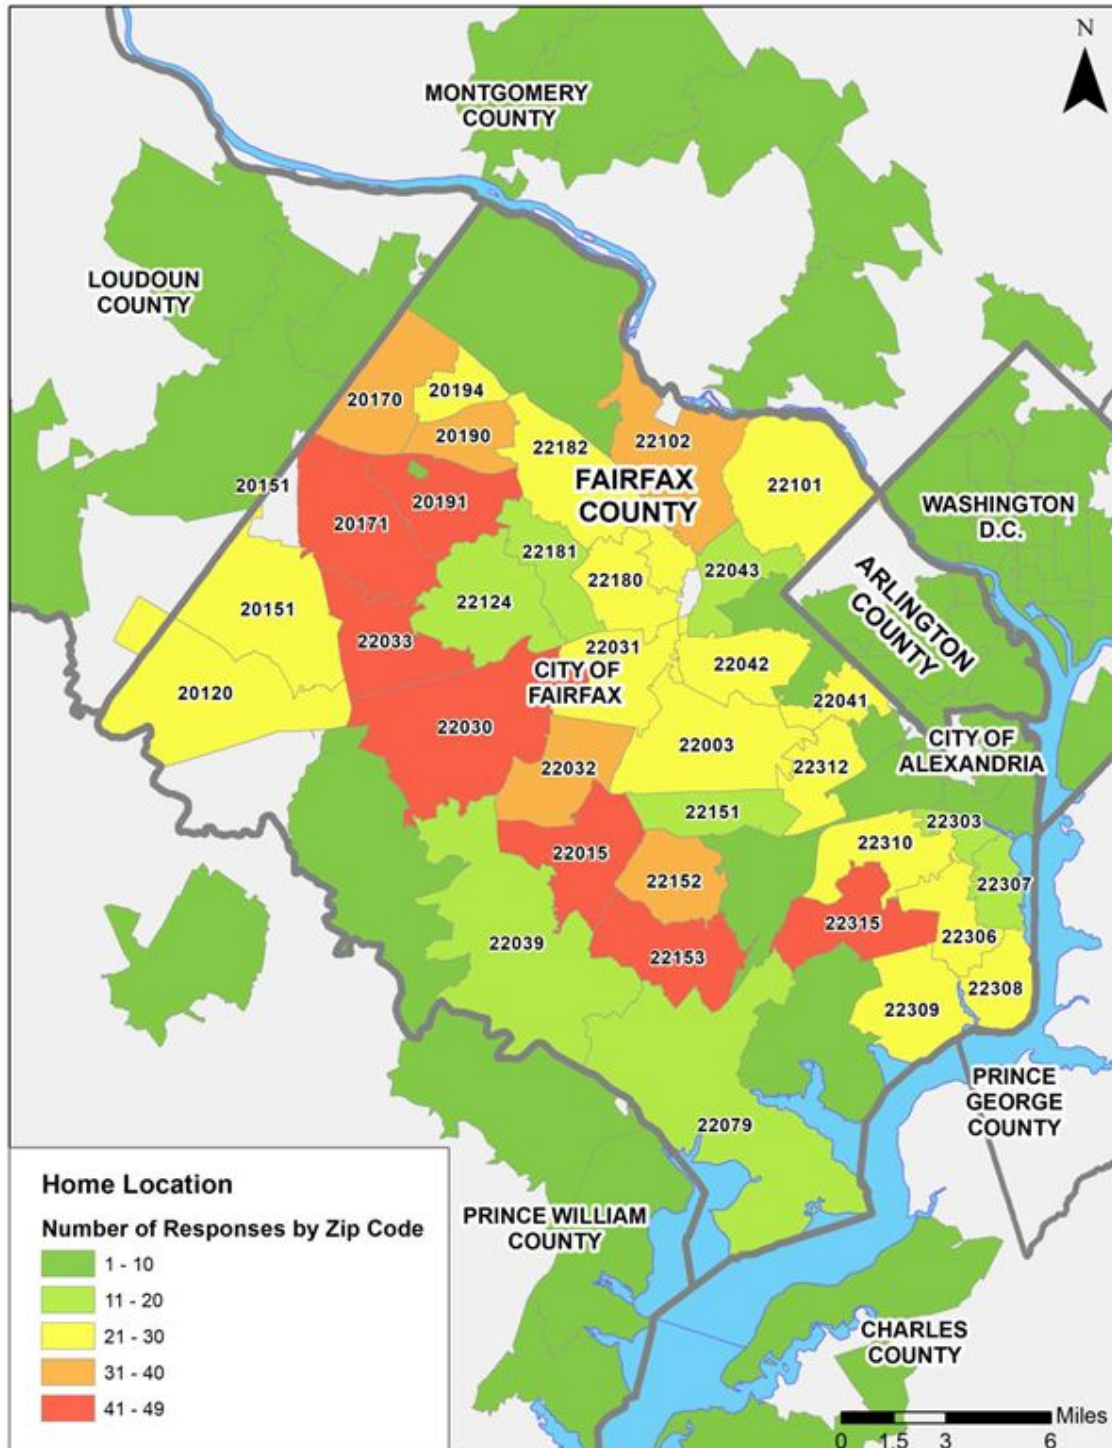 N
MONTGOMERY
COUNTY
LOUDOUN
COUNTY
20170
20194
20190
22182
22102
FAIRFAX
COUNTY
22101
20151
20171
20191
WASHINGTON
D.C.
22181
22180
22043
22124
ARLINGTON
COUNTY
20151
22033
22031
22042
CITY OF
FAIRFAX
20120
22041
22030
22003
22312
CITY OF
ALEXANDRIA
22032
22151
22303
22310
22015
22152
22307
22315
22306
22039
22153
22308
22309
PRINCE
GEORGE
COUNTY
22079
PRINCE WILLIAM
COUNTY
CHARLES
COUNTY
Home Location
Number of Responses by Zip Code
1 - 10
11 - 20
21 - 30
31 - 40
41 - 49
Miles
0 1.5 3 6